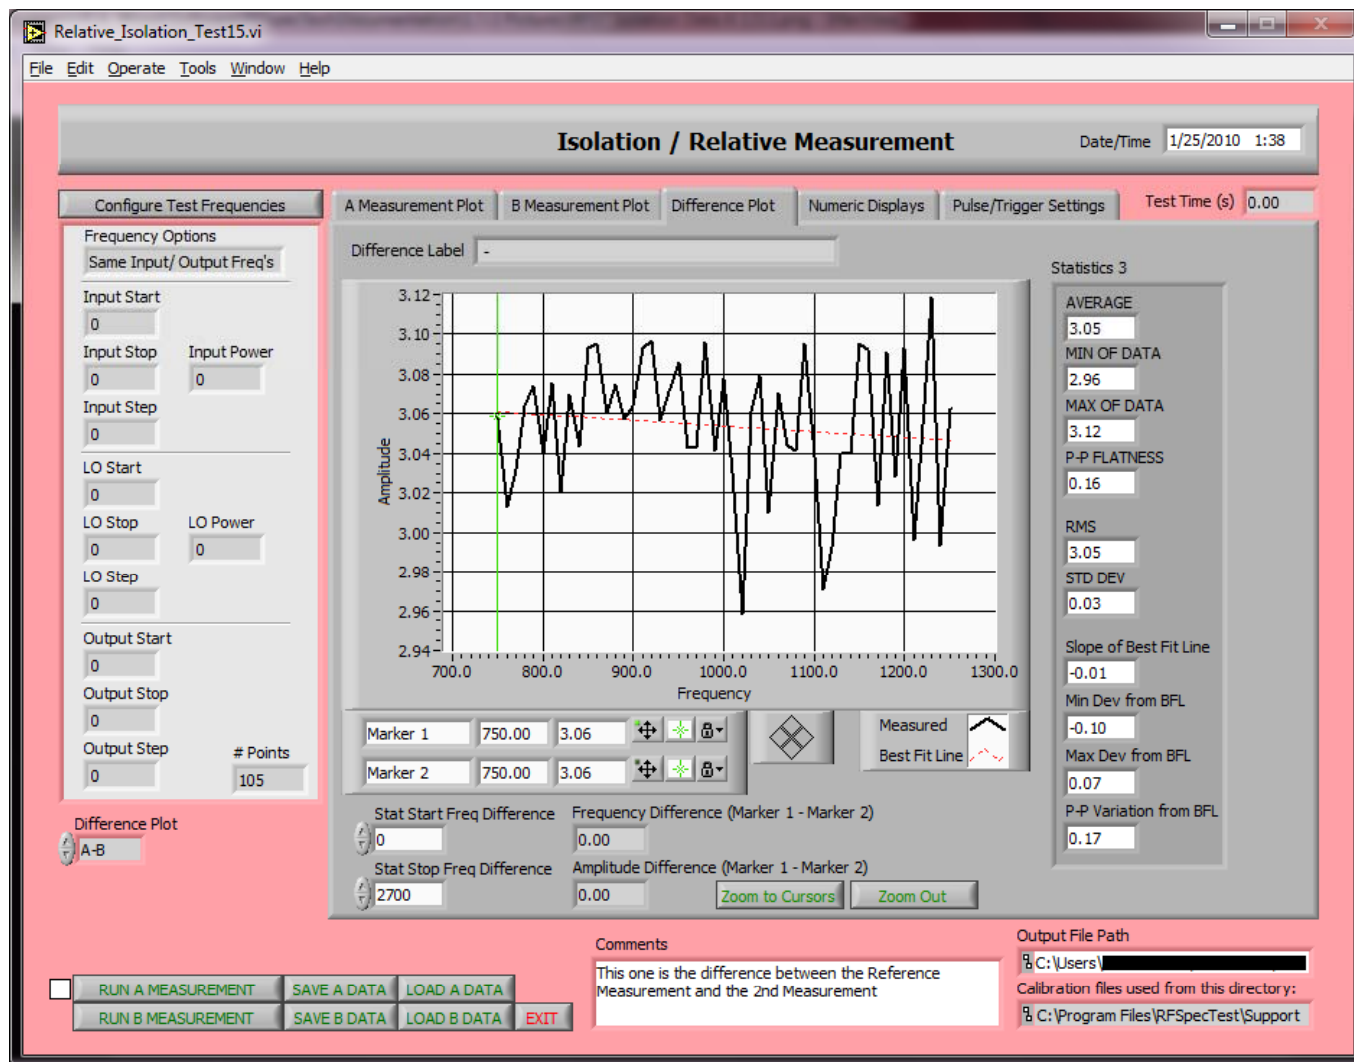 Relative_Isolation_Test15.vi
File Edit Operate Tools Window Help
Isolation / Relative Measurement
Date/Time 1/25/2010 1:38
Configure Test Frequencies
A Measurement Plot B Measurement Plot Difference Plot Numeric Displays Pulse/Trigger Settings
Test Time (s) 0.00
Frequency Options
Same Input/ Output Freq's
Input Start
0
Input Stop Input Power
0 0
Input Step
0
LO Start
0
LO Stop LO Power
0 0
LO Step
0
Output Start
0
Output Stop
0
Output Step # Points
0 105
Difference Plot
A-B
Difference Label -
3.12
3.10
3.08
3.06
3.04
3.02
3.00
2.98
2.96
2.94
Amplitude
700.0 800.0 900.0 1000.0 1100.0 1200.0 1300.0
Frequency
Marker 1 750.00 3.06
Marker 2 750.00 3.06
Measured
Best Fit Line
Stat Start Freq Difference Frequency Difference (Marker 1 - Marker 2)
0 0.00
Stat Stop Freq Difference Amplitude Difference (Marker 1 - Marker 2)
2700 0.00 Zoom to Cursors Zoom Out
Statistics 3
AVERAGE
3.05
MIN OF DATA
2.96
MAX OF DATA
3.12
P-P FLATNESS
0.16
RMS
3.05
STD DEV
0.03
Slope of Best Fit Line
-0.01
Min Dev from BFL
-0.10
Max Dev from BFL
0.07
P-P Variation from BFL
0.17
RUN A MEASUREMENT SAVE A DATA LOAD A DATA
RUN B MEASUREMENT SAVE B DATA LOAD B DATA EXIT
Comments
This one is the difference between the Reference
Measurement and the 2nd Measurement
Output File Path
C:\Users\
Calibration files used from this directory:
C:\Program Files\RFSpecTest\Support